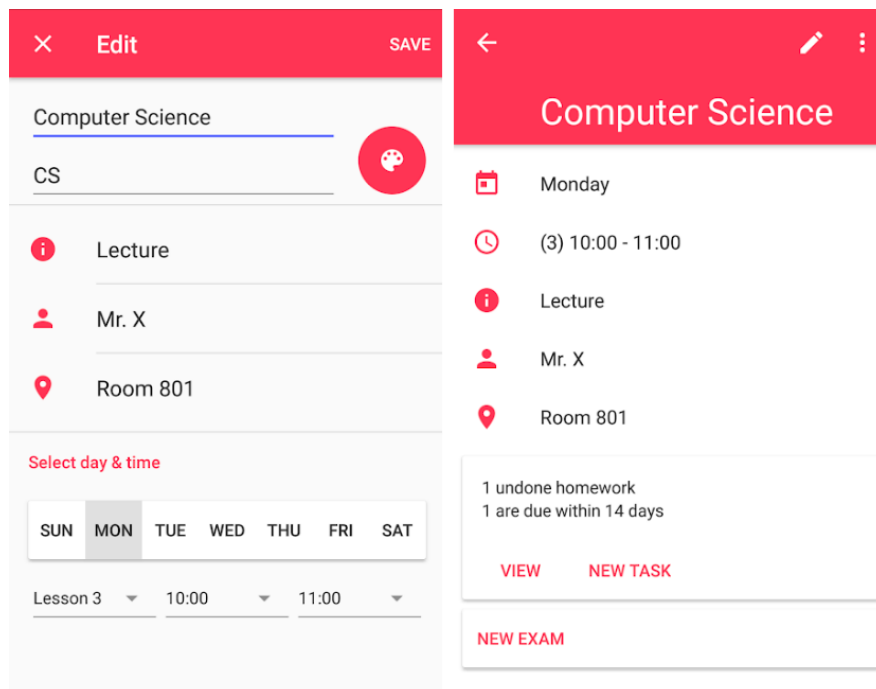 Edit
SAVE
Computer Science
CS
Lecture
Mr. X
Room 801
Select day & time
SUN MON TUE WED THU FRI SAT
Lesson 3 10:00 11:00
Computer Science
Monday
(3) 10:00 - 11:00
Lecture
Mr. X
Room 801
1 undone homework
1 are due within 14 days
VIEW NEW TASK
NEW EXAM